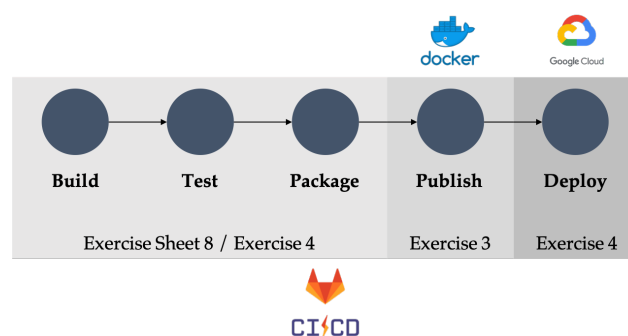 docker
Google Cloud
Build
Test
Package
Publish
Deploy
Exercise Sheet 8 / Exercise 4
Exercise 3
Exercise 4
CI/CD